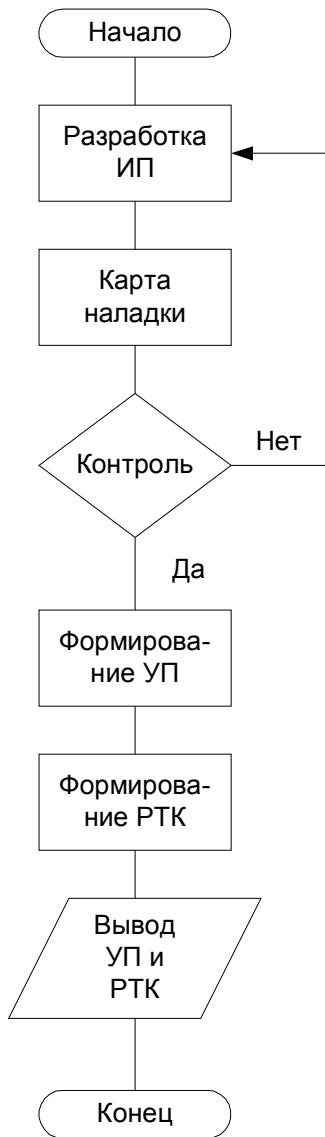 Начало
Разработка
ИП
Карта
наладки
Контроль
Нет
Да
Формирова-
ние УП
Формирова-
ние РТК
Вывод
УП и
РТК
Конец